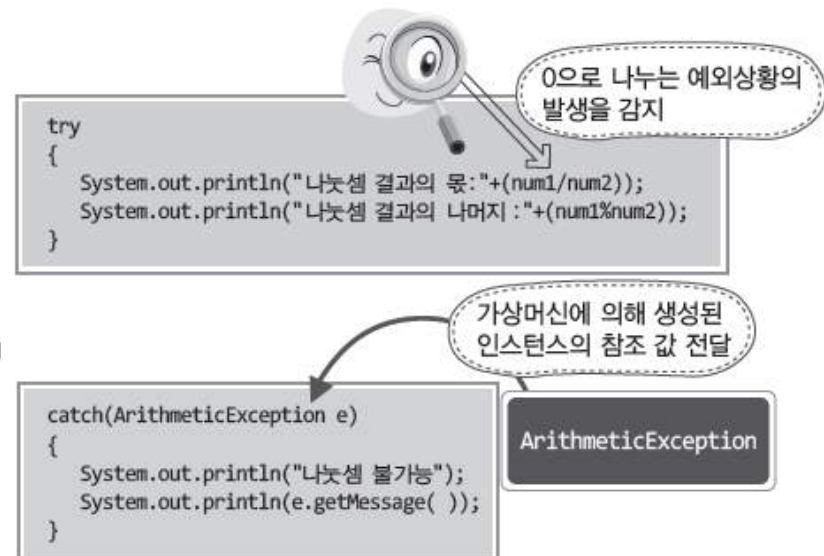 0으로 나누는 예외상황의
발생을 감지
try
{
System.out.println("나눗셈 결과의 몫:"+(num1/num2));
System.out.println("나눗셈 결과의 나머지 :"+(num1%num2));
}
가상머신에 의해 생성된
인스턴스의 참조 값 전달
catch(ArithmeticException e)
{
System.out.println("나눗셈 불가능");
System.out.println(e.getMessage( ));
}
ArithmeticException